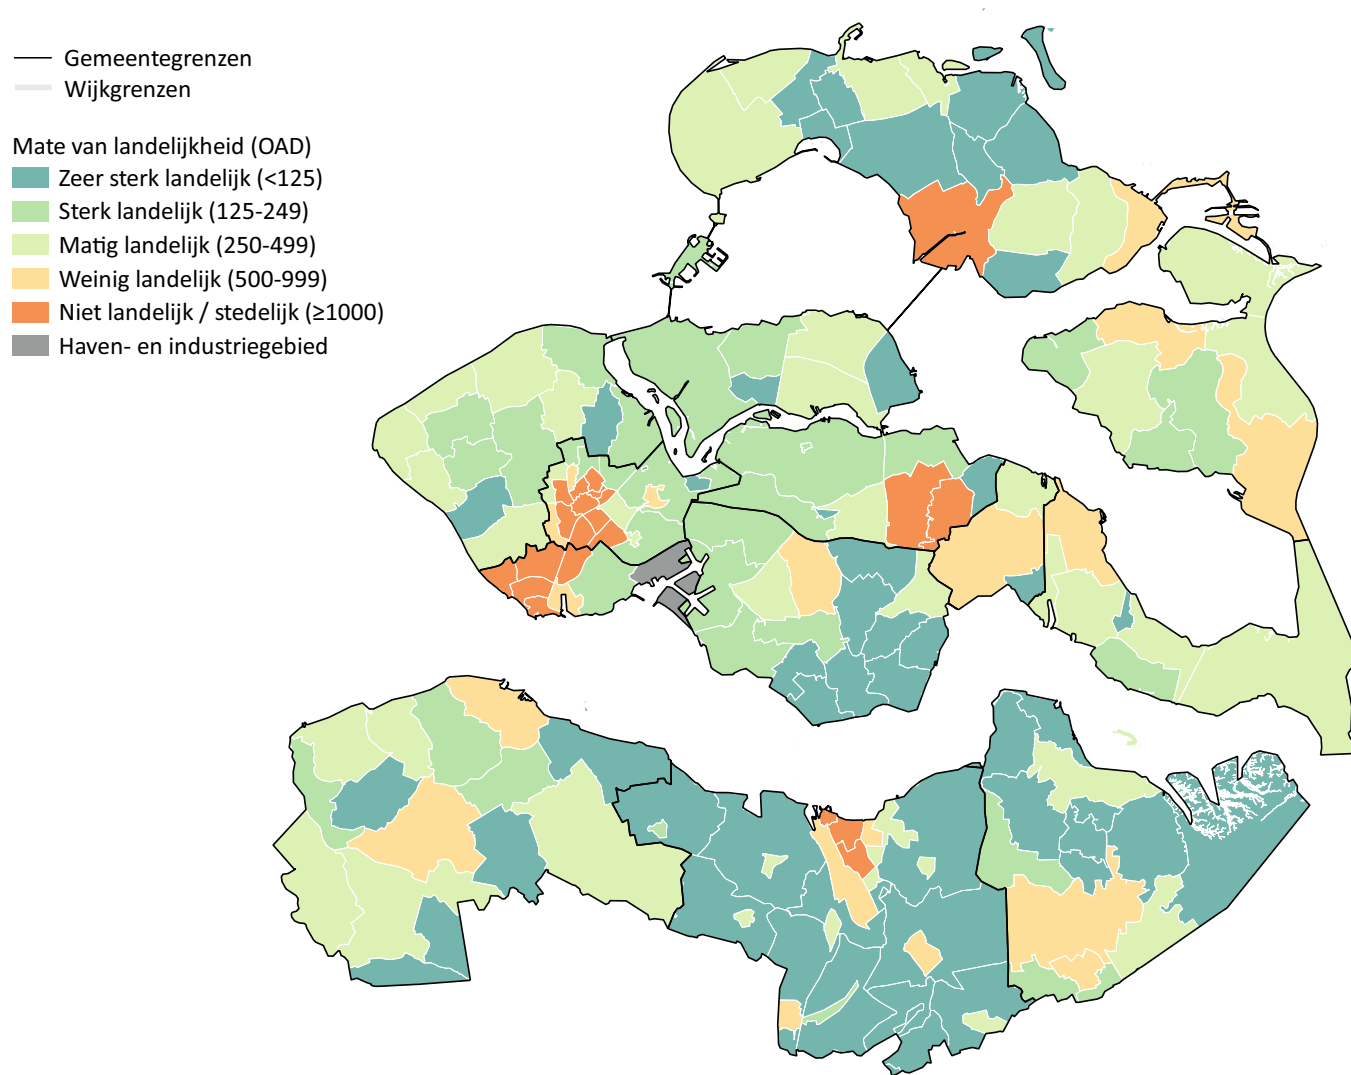 Gemeentegrenzen
Wijkgrenzen
Mate van landelijkheid (OAD)
Zeer sterk landelijk (<125)
Sterk landelijk (125-249)
Matig landelijk (250-499)
Weinig landelijk (500-999)
Niet landelijk / stedelijk (≥1000)
Haven- en industriegebied